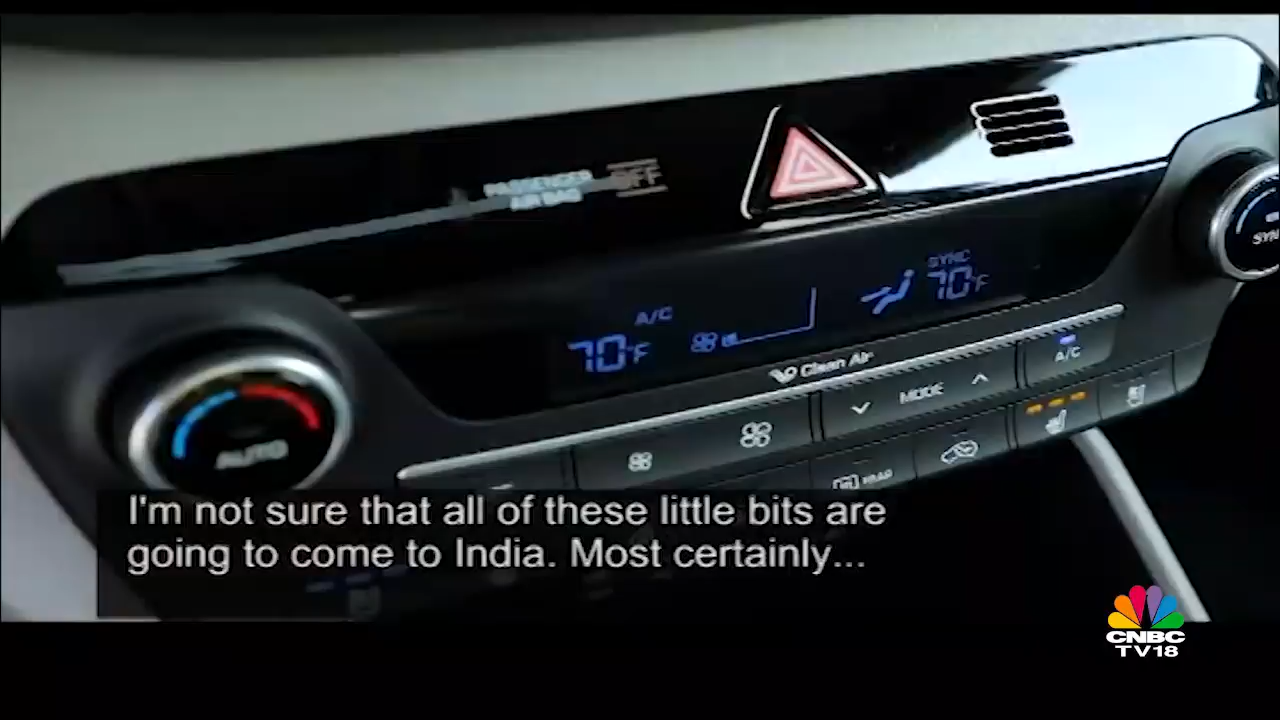 PASSENGER
AIR BAG
OFF
SYNC
70°F
A/C
70°F
Clean Air
A/C
MODE
AUTO
REAR
I'm not sure that all of these little bits are
going to come to India. Most certainly...
CNBC
TV18